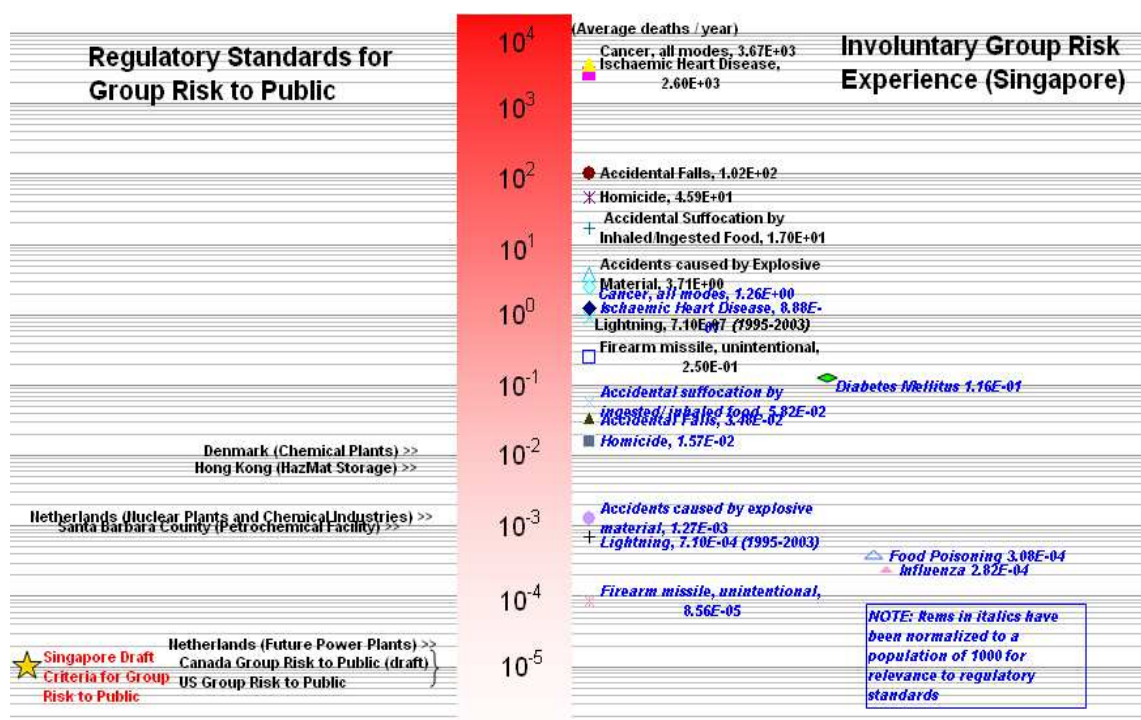 Regulatory Standards for
Group Risk to Public
Denmark (Chemical Plants) >>
Hong Kong (HazMat Storage) >>
Netherlands (Nuclear Plants and Chemical Industries) >>
Santa Barbara County (Petrochemical Facility) >>
Netherlands (Future Power Plants) >>
Canada Group Risk to Public (draft)
US Group Risk to Public
Singapore Draft
Criteria for Group
Risk to Public
10^4
10^3
10^2
10^1
10^0
10^-1
10^-2
10^-3
10^-4
10^-5
(Average deaths / year)
Involuntary Group Risk
Experience (Singapore)
Cancer, all modes, 3.67E+03
Ischaemic Heart Disease,
2.60E+03
Accidental Falls, 1.02E+02
Homicide, 4.59E+01
Accidental Suffocation by
Inhaled/Ingested Food, 1.70E+01
Accidents caused by Explosive
Material, 3.71E+00
Cancer, all modes, 1.26E+00
Ischaemic Heart Disease, 8.88E-
Lightning, 7.10E-07 (1995-2003)
Firearm missile, unintentional,
2.50E-01
Diabetes Mellitus 1.16E-01
Accidental suffocation by
ingested/ inhaled food, 5.82E-02
Accidental Falls, 3.48E-02
Homicide, 1.57E-02
Accidents caused by explosive
material, 1.27E-03
Lightning, 7.10E-04 (1995-2003)
Food Poisoning 3.08E-04
Influenza 2.82E-04
Firearm missile, unintentional,
8.56E-05
NOTE: Items in italics have
been normalized to a
population of 1000 for
relevance to regulatory
standards